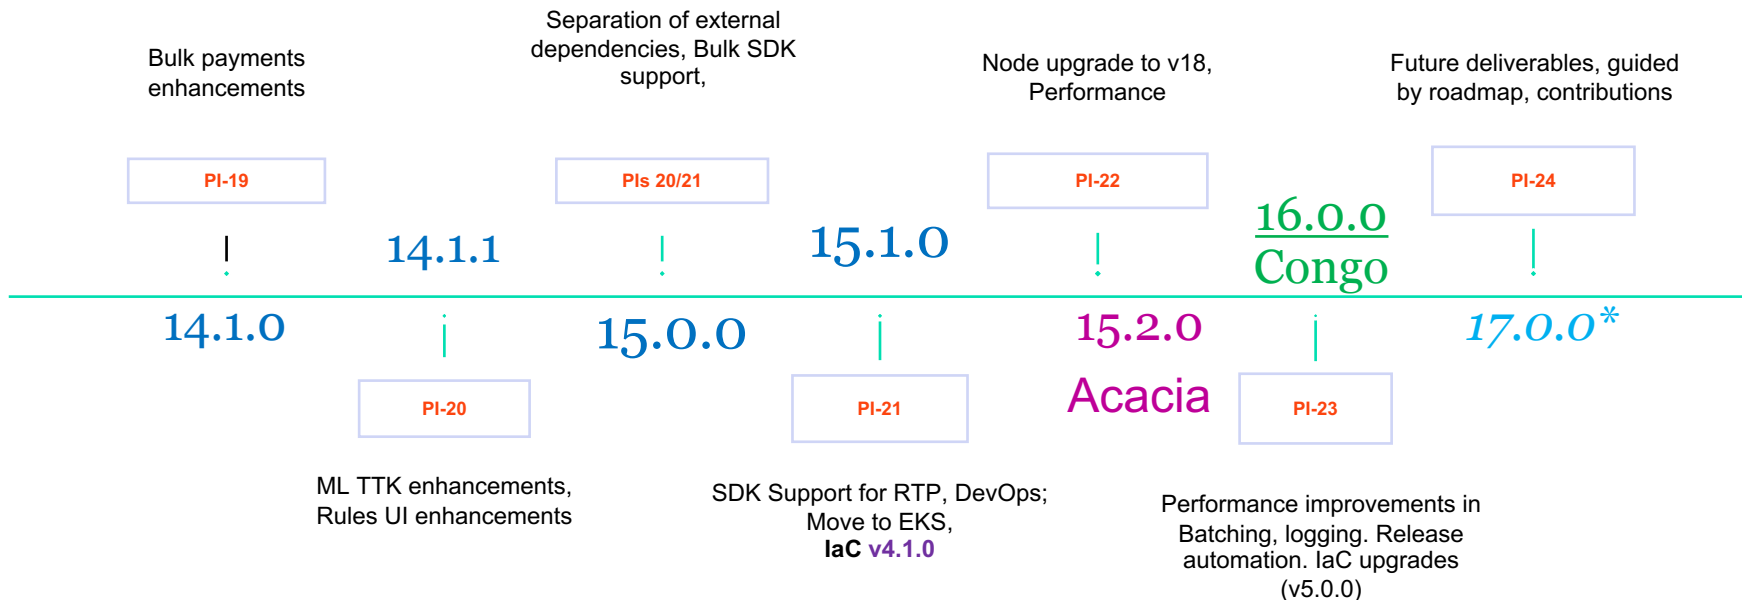 Bulk payments
enhancements
PI-19
14.1.0
14.1.1
PI-20
ML TTK enhancements,
Rules UI enhancements
Separation of external
dependencies, Bulk SDK
support,
PIs 20/21
15.0.0
15.1.0
PI-21
SDK Support for RTP, DevOps;
Move to EKS,
IaC v4.1.0
Node upgrade to v18,
Performance
PI-22
15.2.0
Acacia
16.0.0
Congo
PI-23
Performance improvements in
Batching, logging. Release
automation. IaC upgrades
(v5.0.0)
Future deliverables, guided
by roadmap, contributions
PI-24
17.0.0*